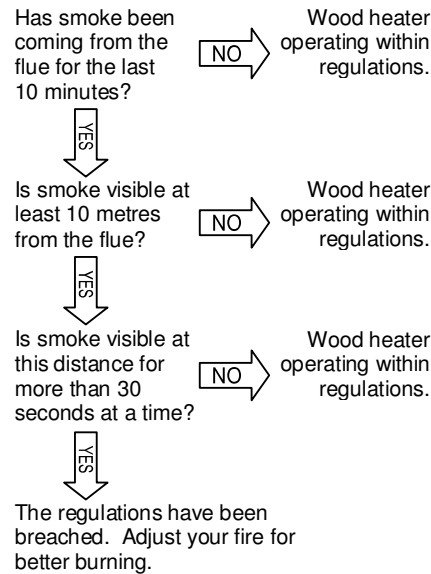 Has smoke been
coming from the
flue for the last
10 minutes?
NO
Wood heater
operating within
regulations.
YES
Is smoke visible at
least 10 metres
from the flue?
NO
Wood heater
operating within
regulations.
YES
Is smoke visible at
this distance for
more than 30
seconds at a time?
NO
Wood heater
operating within
regulations.
YES
The regulations have been
breached. Adjust your fire for
better burning.